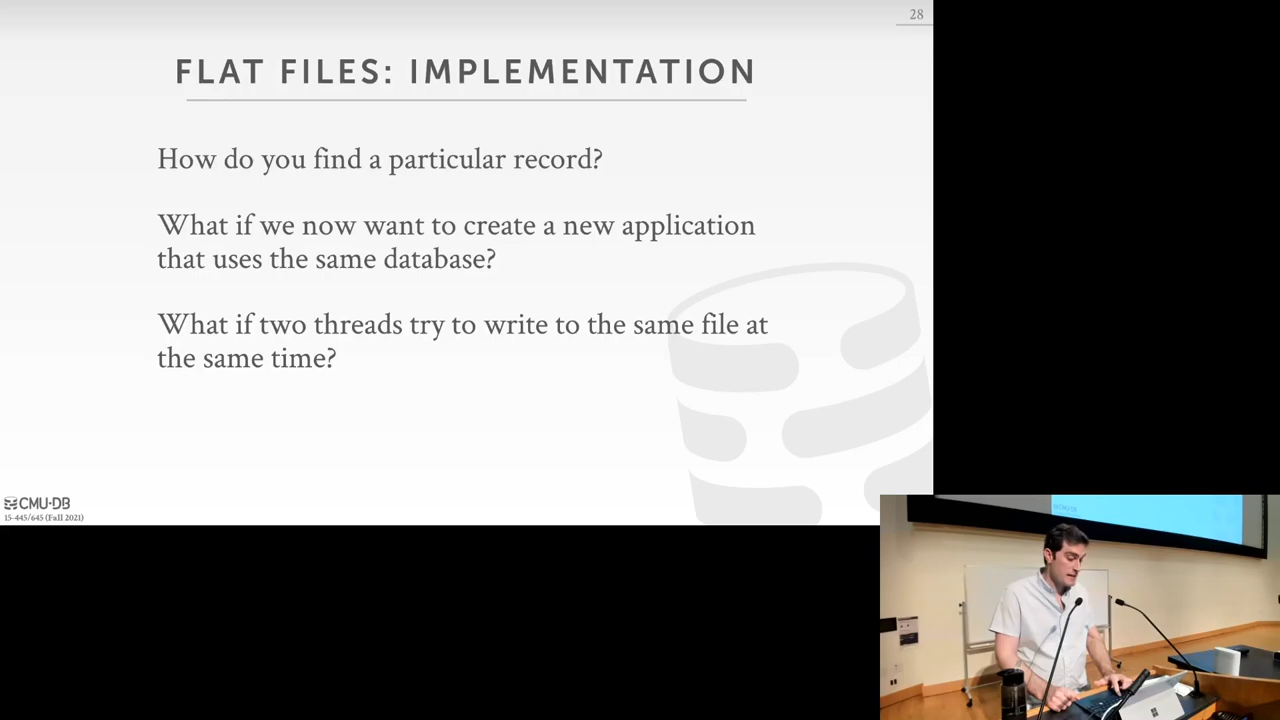 28
FLAT FILES: IMPLEMENTATION
How do you find a particular record?
What if we now want to create a new application
that uses the same database?
What if two threads try to write to the same file at
the same time?
CMU·DB
15-445/645 (Fall 2021)